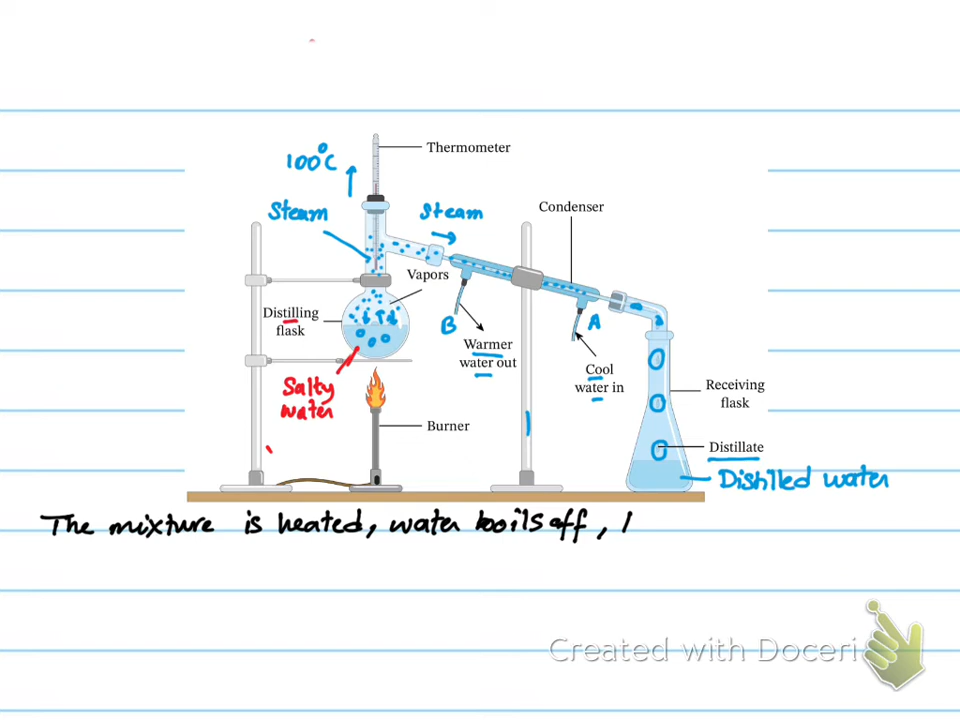 Thermometer
100°C
Steam
Steam
Condenser
Vapors
Distilling
flask
B
A
Warmer
water out
Cool
water in
Salty
water
Receiving
flask
Burner
Distillate
Distilled water
The mixture is heated, water boils off,
Created with Doceri